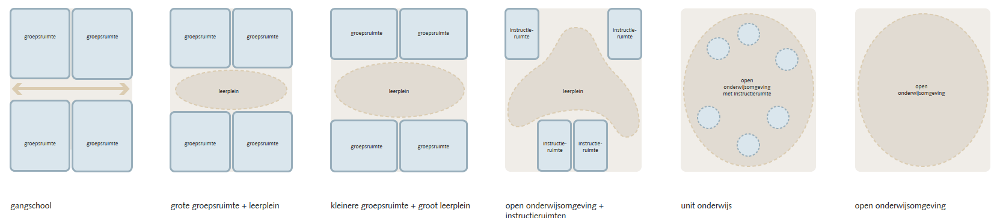 groepsruimte
groepsruimte
groepsruimte
groepsruimte
gangschool
groepsruimte
groepsruimte
leerplein
groepsruimte
groepsruimte
grote groepsruimte + leerplein
groepsruimte
groepsruimte
leerplein
groepsruimte
groepsruimte
kleinere groepsruimte + groot leerplein
instructie-
ruimte
instructie-
ruimte
leerplein
instructie-
ruimte
instructie-
ruimte
open onderwijsomgeving +
instructieruimten
open
onderwijsomgeving
met instructieruimte
unit onderwijs
open
onderwijsomgeving
open onderwijsomgeving